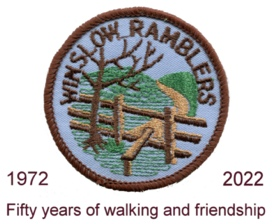 WINSLOW RAMBLERS
1972 2022
Fifty years of walking and friendship